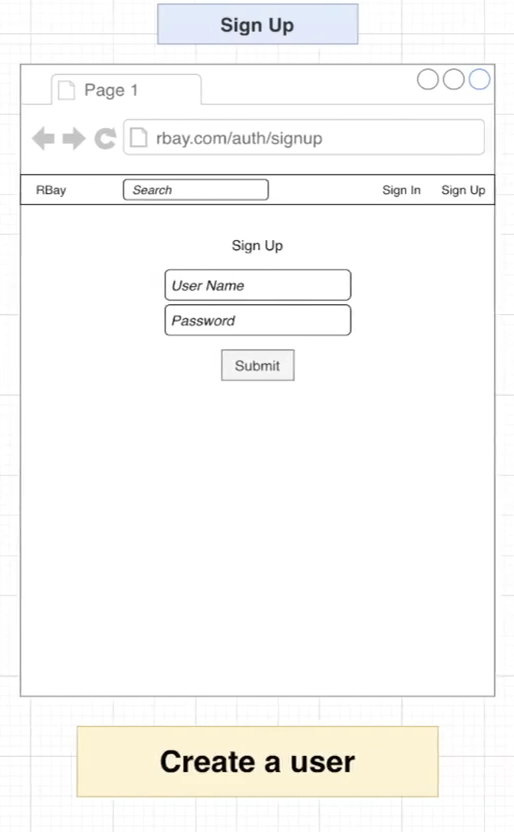 Sign Up
Page 1
rbay.com/auth/signup
RBay Search Sign In Sign Up
Sign Up
User Name
Password
Submit
Create a user